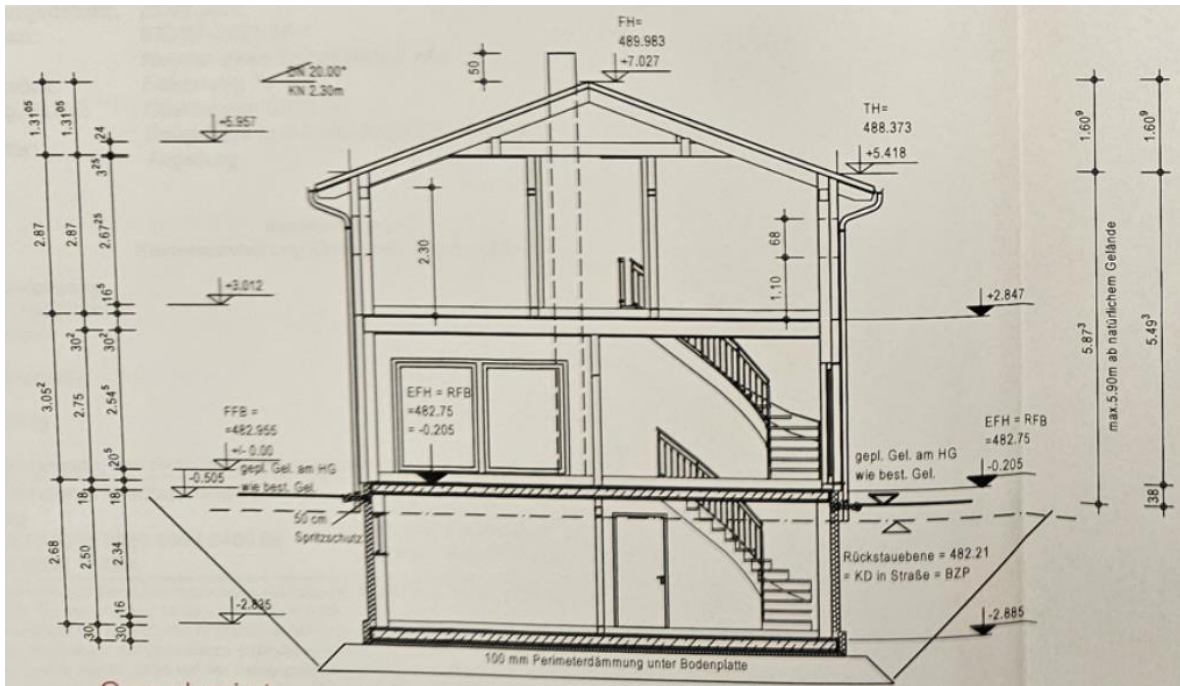 FH=
489.983
+7.027
50
DN 20.00°
KN 2.30m
TH=
488.373
+5.418
1.31⁰⁵
1.31⁰⁵
24
+5.957
1.60⁹
1.60⁹
3²⁵
2.87
2.87
2.67²⁵
2.30
68
1.10
+3.012
16⁵
+2.847
30²
30²
max.5.90m ab natürlichem Gelände
5.87³
5.49³
3.05²
2.75
2.54⁵
EFH = RFB
=482.75
= -0.205
FFB =
=482.955
+/- 0.00
gepl. Gel. am HG
wie best. Gel.
EFH = RFB
=482.75
-0.205
gepl. Gel. am HG
wie best. Gel.
20⁵
-0.505
18
18
38
50 cm
Spritzschutz
2.68
2.50
2.34
Rückstauebene = 482.21
= KD in Straße = BZP
16
30
30
-2.885
100 mm Perimeterdämmung unter Bodenplatte